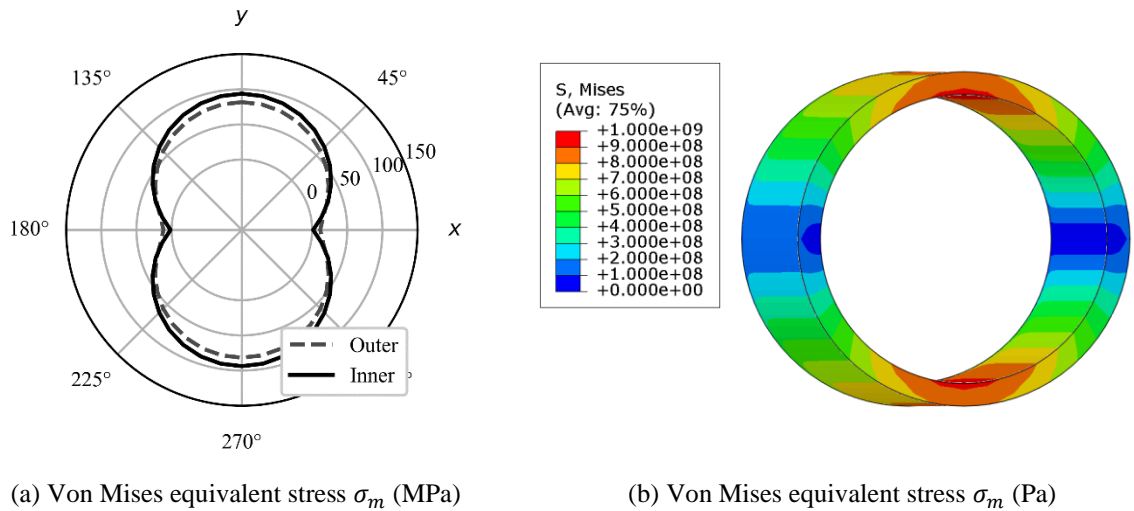 y
135°
45°
150
100
50
0
180°
x
Outer
Inner
°
225°
270°
(a) Von Mises equivalent stress σₘ (MPa)
S, Mises
(Avg: 75%)
+1.000e+09
+9.000e+08
+8.000e+08
+7.000e+08
+6.000e+08
+5.000e+08
+4.000e+08
+3.000e+08
+2.000e+08
+1.000e+08
+0.000e+00
(b) Von Mises equivalent stress σₘ (Pa)